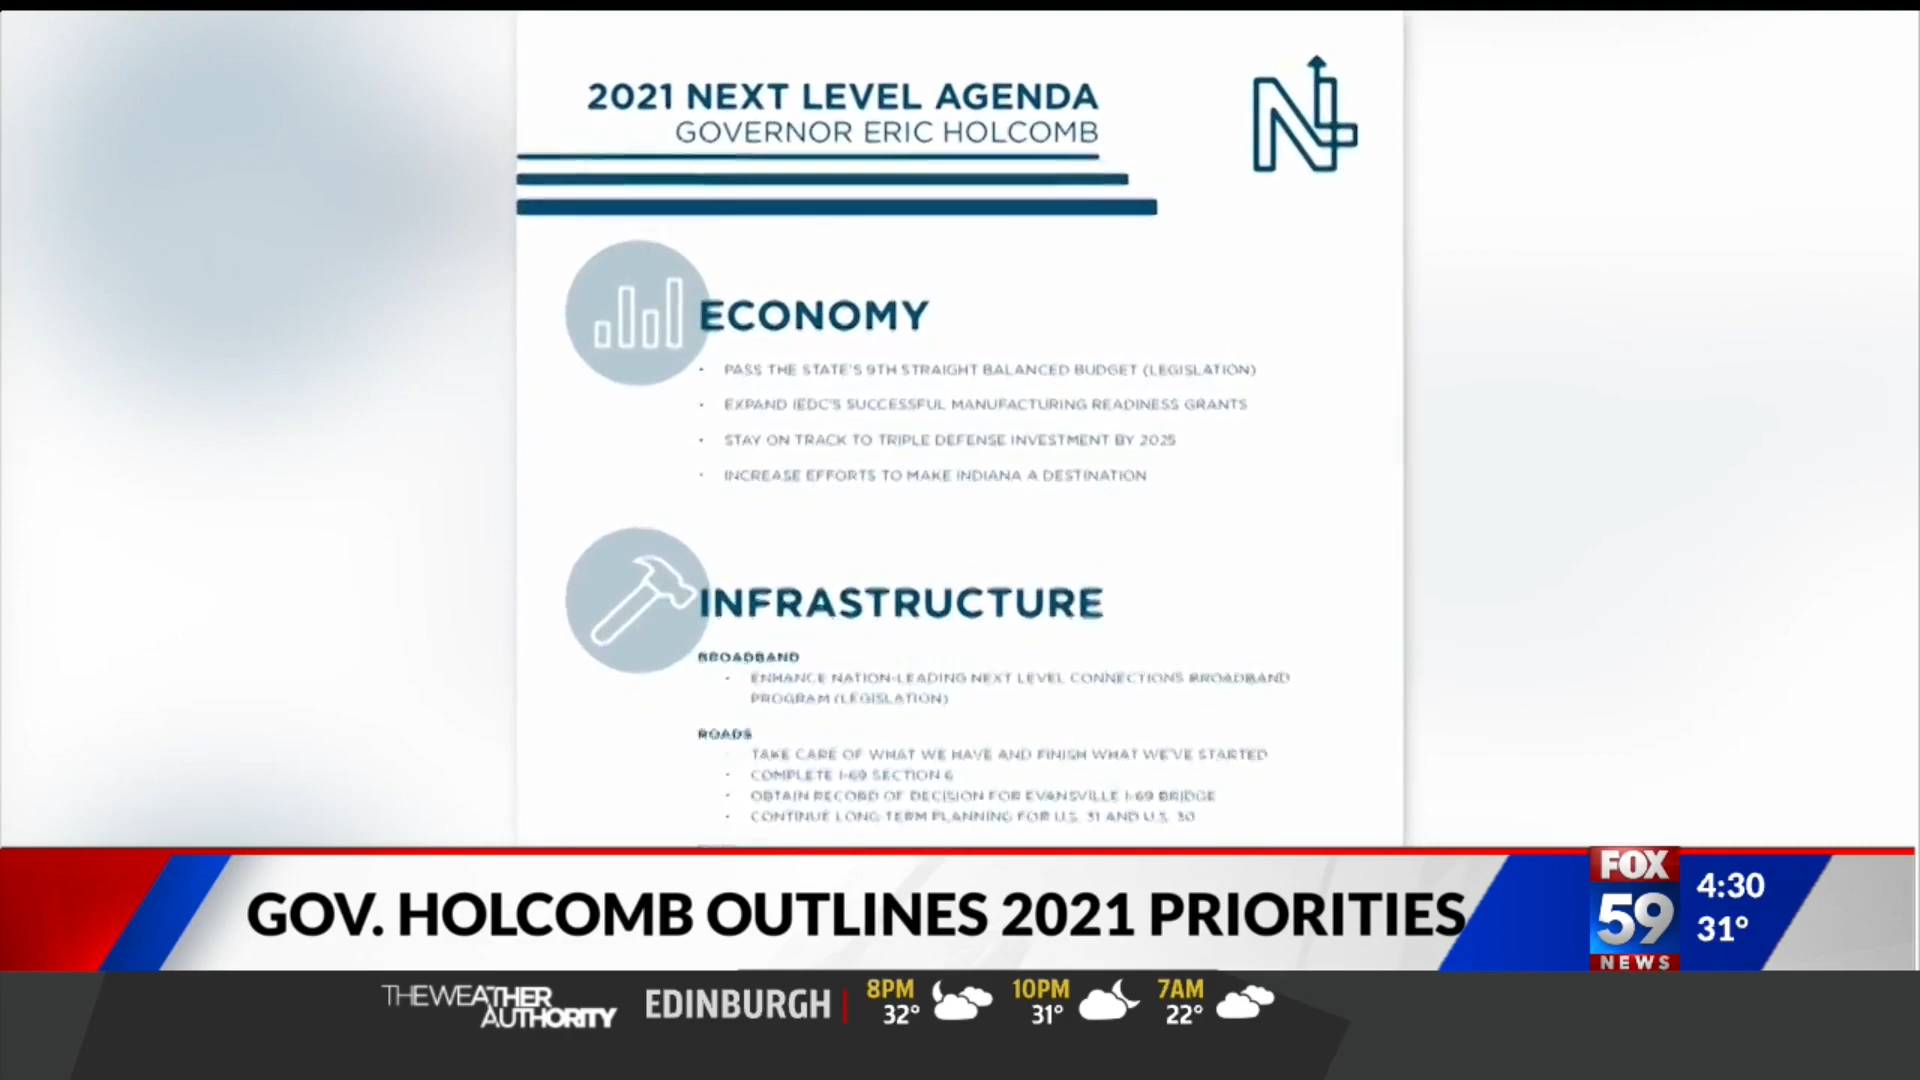 2021 NEXT LEVEL AGENDA
GOVERNOR ERIC HOLCOMB
ECONOMY
• PASS THE STATE'S 9TH STRAIGHT BALANCED BUDGET (LEGISLATION)
• EXPAND IEDC'S SUCCESSFUL MANUFACTURING READINESS GRANTS
• STAY ON TRACK TO TRIPLE DEFENSE INVESTMENT BY 2025
• INCREASE EFFORTS TO MAKE INDIANA A DESTINATION
INFRASTRUCTURE
BROADBAND
• ENHANCE NATION-LEADING NEXT LEVEL CONNECTIONS BROADBAND
PROGRAM (LEGISLATION)
ROADS
TAKE CARE OF WHAT WE HAVE AND FINISH WHAT WE'VE STARTED
• COMPLETE I-69 SECTION 6
• OBTAIN RECORD OF DECISION FOR EVANSVILLE I-69 BRIDGE
• CONTINUE LONG TERM PLANNING FOR U.S. 31 AND U.S. 30
GOV. HOLCOMB OUTLINES 2021 PRIORITIES
FOX
59
NEWS
4:30
31°
THE WEATHER
AUTHORITY
EDINBURGH
8PM
32°
10PM
31°
7AM
22°